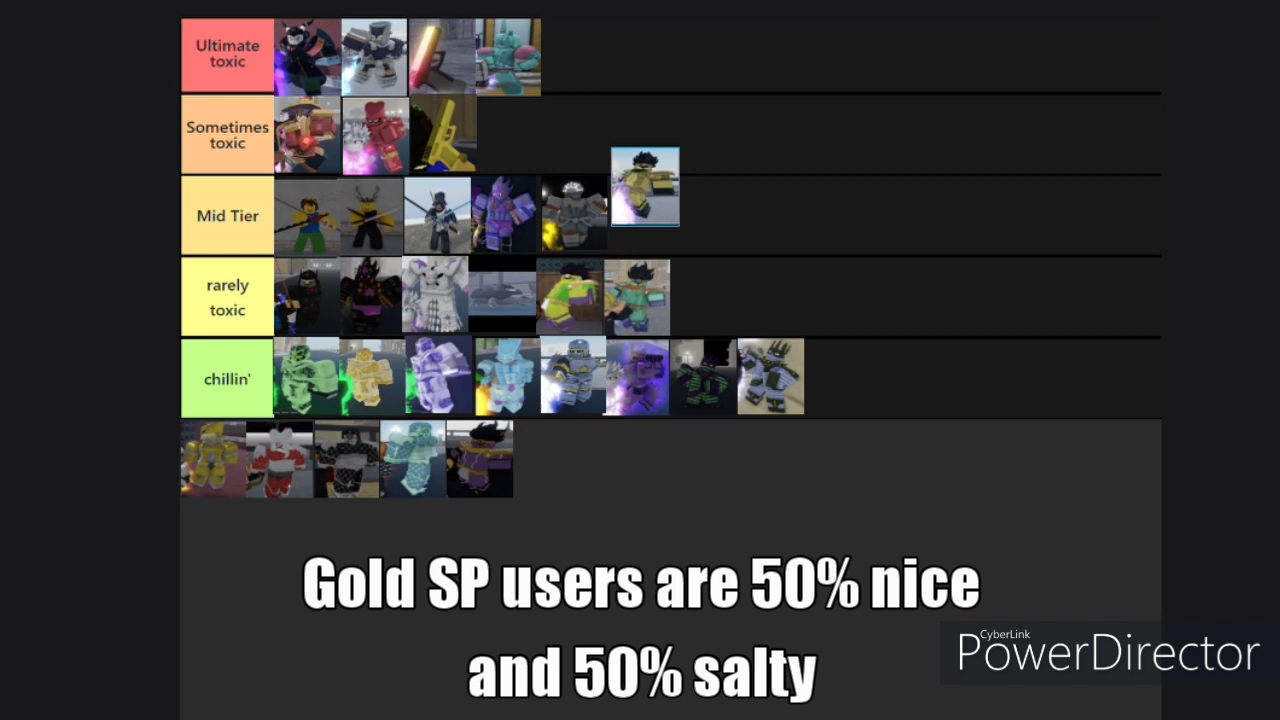 Ultimate
toxic
Sometimes
toxic
Mid Tier
rarely
toxic
chillin'
Gold SP users are 50% nice
and 50% salty
CyberLink
PowerDirector